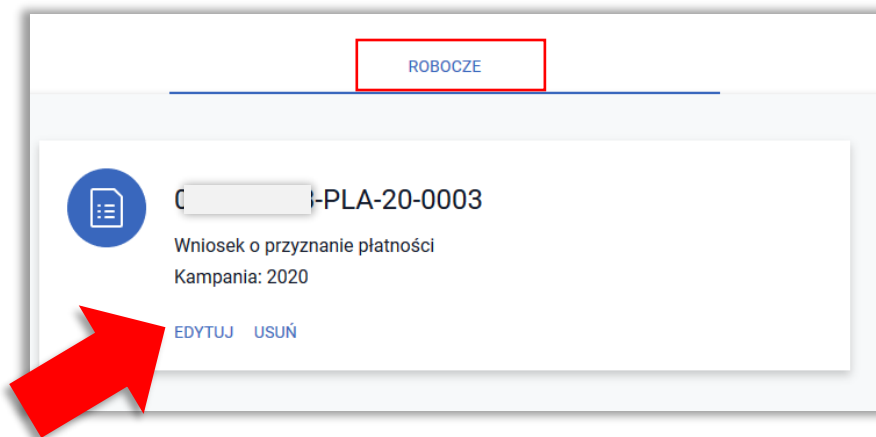 ROBOCZE
-PLA-20-0003
Wniosek o przyznanie płatności
Kampania: 2020
EDYTUJ USUŃ